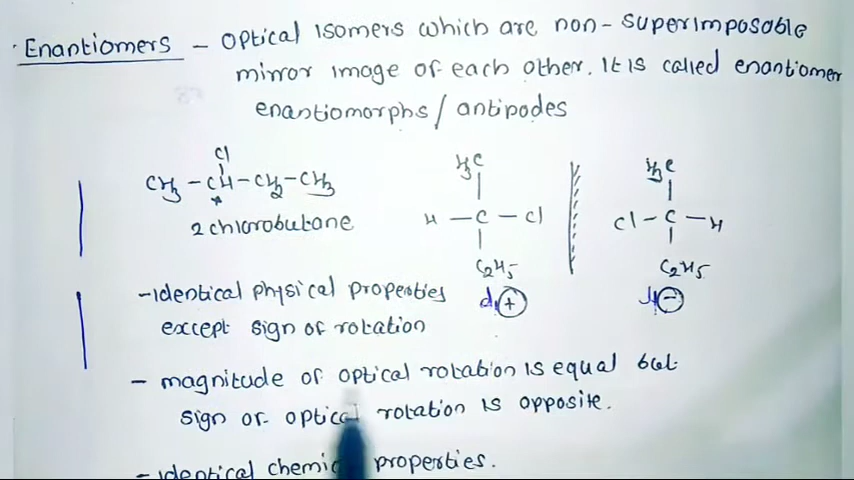 Enantiomers - optical isomers which are non-superimposable
mirror image of each other. It is called enantiomer
enantiomorphs/antipodes
Cl
CH3 - CH - CH2 - CH3
*
2 chlorobutane
H3C
H - C - Cl
C2H5
d, +
H3C
Cl - C - H
C2H5
l, -
- Identical physical properties
except sign of rotation
- magnitude of optical rotation is equal but
sign of optical rotation is opposite.
- identical chemical properties.